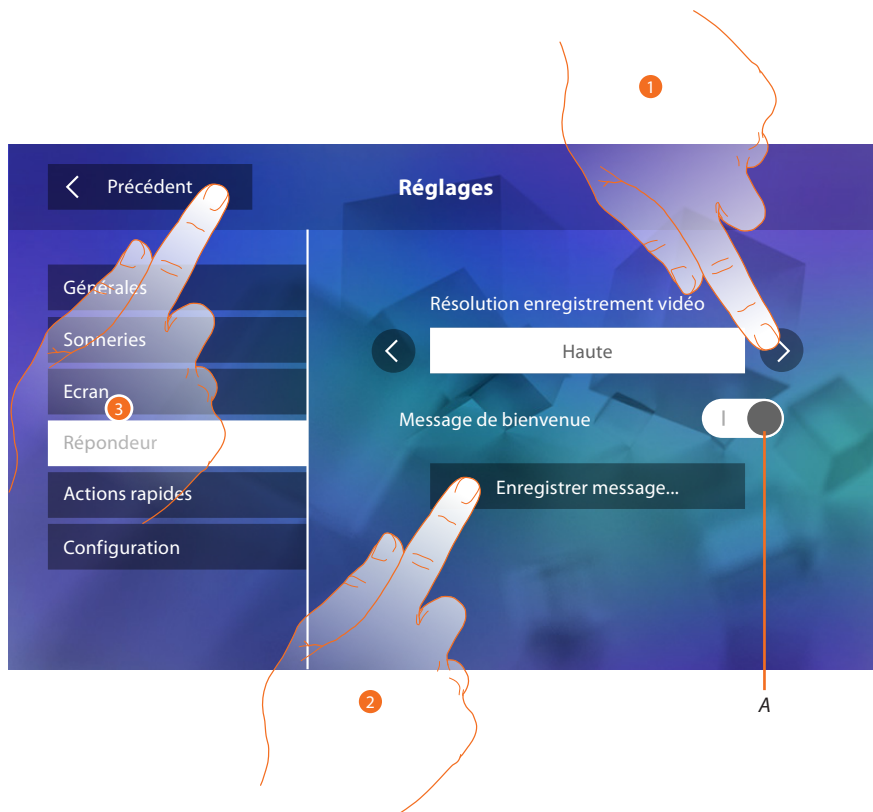 1
Précédent
Réglages
Générales
Sonneries
Ecran
3
Répondeur
Actions rapides
Configuration
Résolution enregistrement vidéo
Haute
Message de bienvenue
Enregistrer message...
2
A